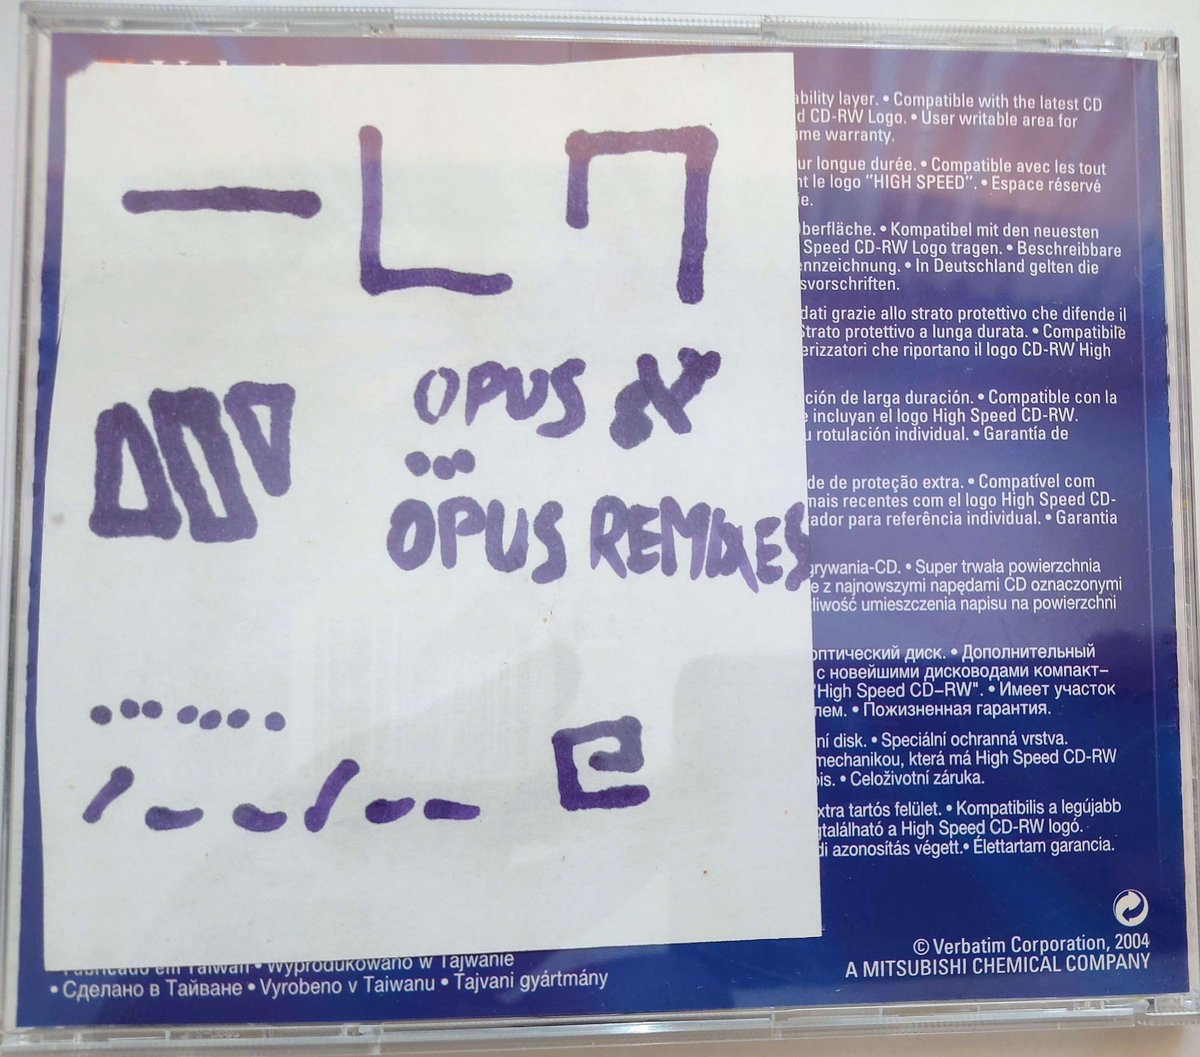 OPUS א
OPUS REMIXES
ability layer. • Compatible with the latest CD
d CD-RW Logo. • User writable area for
me warranty.
ur longue durée. • Compatible avec les tout
nt le logo “HIGH SPEED”. • Espace réservé
ie.
berfläche. • Kompatibel mit den neuesten
Speed CD-RW Logo tragen. • Beschreibbare
ennzeichnung. • In Deutschland gelten die
svorschriften.
dati grazie allo strato protettivo che difende il
Strato protettivo a lunga durata. • Compatibile
erizzatori che riportano il logo CD-RW High
ción de larga duración. • Compatible con la
e incluyan el logo High Speed CD-RW.
u rotulación individual. • Garantía de
de de proteção extra. • Compatível com
mais recentes com el logo High Speed CD-
ador para referência individual. • Garantia
grywania-CD. • Super trwała powierzchnia
e z najnowszymi napędami CD oznaczonymi
liwość umieszczenia napisu na powierzchni
оптический диск. • Дополнительный
с новейшими дисководами компакт–
"High Speed CD–RW". • Имеет участок
лем. • Пожизненная гарантия.
ní disk. • Speciální ochranná vrstva.
mechanikou, která má High Speed CD-RW
pis. • Celoživotní záruka.
xtra tartós felület. • Kompatibilis a legújabb
gtalálható a High Speed CD-RW logó.
di azonosítás végett.• Élettartam garancia.
© Verbatim Corporation, 2004
A MITSUBISHI CHEMICAL COMPANY
Fabricado em Taiwan • Wyprodukowano w Tajwanie
• Сделано в Тайване • Vyrobeno v Taiwanu • Tajvani gyártmány